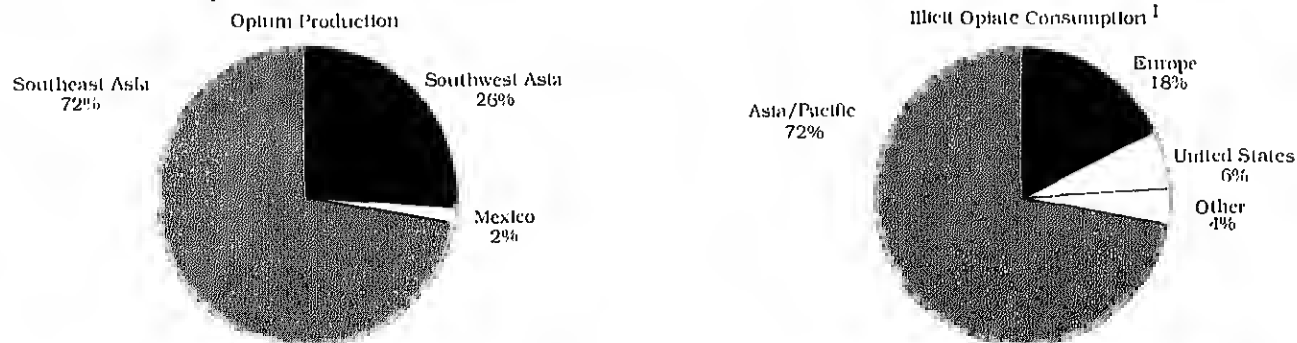 Opium Production
Southeast Asia
72%
Southwest Asia
26%
Mexico
2%
Illicit Opiate Consumption 1
Europe
18%
Asia/Pacific
72%
United States
6%
Other
4%